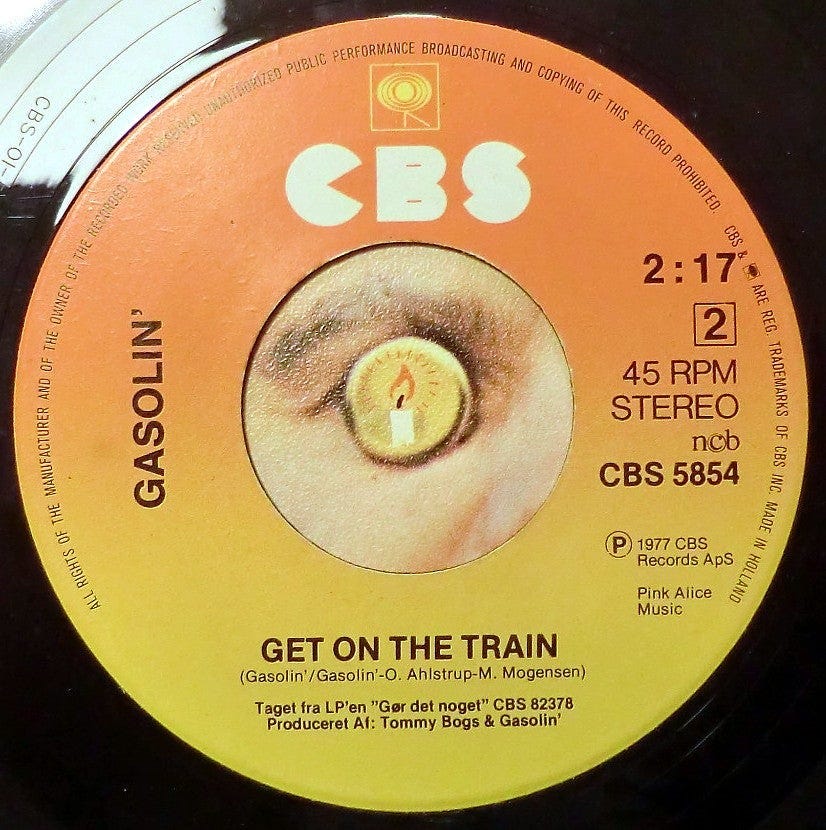 ALL RIGHTS OF THE MANUFACTURER AND OF THE OWNER OF THE RECORDED WORK RESERVED UNAUTHORIZED PUBLIC PERFORMANCE BROADCASTING AND COPYING OF THIS RECORD PROHIBITED. CBS & ARE REG. TRADEMARKS OF CBS INC. MADE IN HOLLAND
CBS
GASOLIN'
2:17
2
45 RPM
STEREO
ncb
CBS 5854
Ⓟ 1977 CBS
Records ApS
Pink Alice
Music
GET ON THE TRAIN
(Gasolin'/Gasolin'-O. Ahlstrup-M. Mogensen)
Taget fra LP'en "Gør det noget" CBS 82378
Produceret Af: Tommy Bogs & Gasolin'